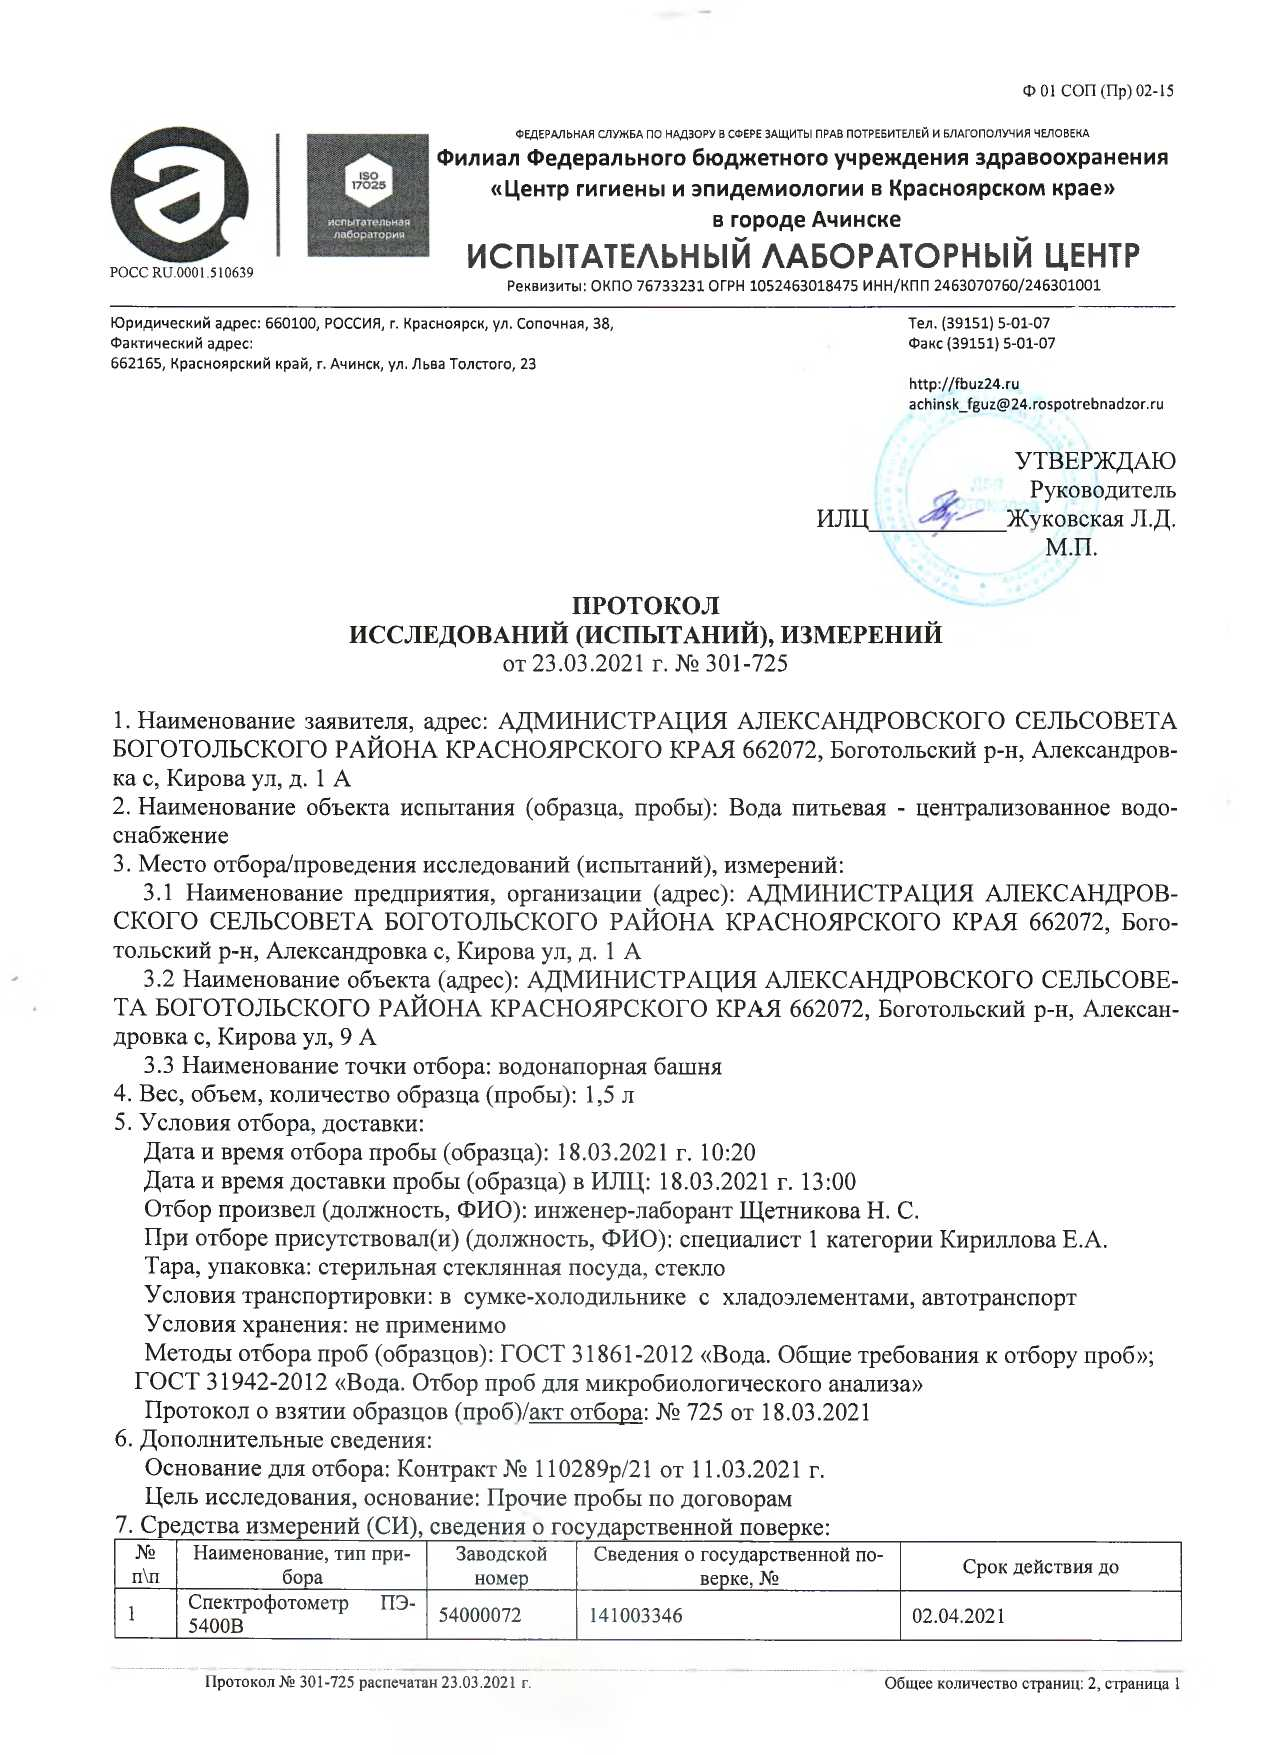 Ф 01 СОП (Пр) 02-15
ФЕДЕРАЛЬНАЯ СЛУЖБА ПО НАДЗОРУ В СФЕРЕ ЗАЩИТЫ ПРАВ ПОТРЕБИТЕЛЕЙ И БЛАГОПОЛУЧИЯ ЧЕЛОВЕКА
Филиал Федерального бюджетного учреждения здравоохранения
«Центр гигиены и эпидемиологии в Красноярском крае»
в городе Ачинске
ИСПЫТАТЕЛЬНЫЙ ЛАБОРАТОРНЫЙ ЦЕНТР
Реквизиты: ОКПО 76733231 ОГРН 1052463018475 ИНН/КПП 2463070760/246301001
ISO
17025
испытательная
лаборатория
РОСС RU.0001.510639
Юридический адрес: 660100, РОССИЯ, г. Красноярск, ул. Сопочная, 38,
Фактический адрес:
662165, Красноярский край, г. Ачинск, ул. Льва Толстого, 23
Тел. (39151) 5-01-07
Факс (39151) 5-01-07
http://fbuz24.ru
achinsk_fguz@24.rospotrebnadzor.ru
УТВЕРЖДАЮ
Руководитель
ИЛЦ___________Жуковская Л.Д.
М.П.
ПРОТОКОЛ
ИССЛЕДОВАНИЙ (ИСПЫТАНИЙ), ИЗМЕРЕНИЙ
от 23.03.2021 г. № 301-725
1. Наименование заявителя, адрес: АДМИНИСТРАЦИЯ АЛЕКСАНДРОВСКОГО СЕЛЬСОВЕТА
БОГОТОЛЬСКОГО РАЙОНА КРАСНОЯРСКОГО КРАЯ 662072, Боготольский р-н, Александров-
ка с, Кирова ул, д. 1 А
2. Наименование объекта испытания (образца, пробы): Вода питьевая - централизованное водо-
снабжение
3. Место отбора/проведения исследований (испытаний), измерений:
3.1 Наименование предприятия, организации (адрес): АДМИНИСТРАЦИЯ АЛЕКСАНДРОВ-
СКОГО СЕЛЬСОВЕТА БОГОТОЛЬСКОГО РАЙОНА КРАСНОЯРСКОГО КРАЯ 662072, Бого-
тольский р-н, Александровка с, Кирова ул, д. 1 А
3.2 Наименование объекта (адрес): АДМИНИСТРАЦИЯ АЛЕКСАНДРОВСКОГО СЕЛЬСОВЕ-
ТА БОГОТОЛЬСКОГО РАЙОНА КРАСНОЯРСКОГО КРАЯ 662072, Боготольский р-н, Алексан-
дровка с, Кирова ул, 9 А
3.3 Наименование точки отбора: водонапорная башня
4. Вес, объем, количество образца (пробы): 1,5 л
5. Условия отбора, доставки:
Дата и время отбора пробы (образца): 18.03.2021 г. 10:20
Дата и время доставки пробы (образца) в ИЛЦ: 18.03.2021 г. 13:00
Отбор произвел (должность, ФИО): инженер-лаборант Щетникова Н. С.
При отборе присутствовал(и) (должность, ФИО): специалист 1 категории Кириллова Е.А.
Тара, упаковка: стерильная стеклянная посуда, стекло
Условия транспортировки: в сумке-холодильнике с хладоэлементами, автотранспорт
Условия хранения: не применимо
Методы отбора проб (образцов): ГОСТ 31861-2012 «Вода. Общие требования к отбору проб»;
ГОСТ 31942-2012 «Вода. Отбор проб для микробиологического анализа»
Протокол о взятии образцов (проб)/акт отбора: № 725 от 18.03.2021
6. Дополнительные сведения:
Основание для отбора: Контракт № 110289р/21 от 11.03.2021 г.
Цель исследования, основание: Прочие пробы по договорам
7. Средства измерений (СИ), сведения о государственной поверке:
№ п\п Наименование, тип при-бора Заводской номер Сведения о государственной по-верке, № Срок действия до
1 Спектрофотометр ПЭ-5400В 54000072 141003346 02.04.2021
Протокол № 301-725 распечатан 23.03.2021 г. Общее количество страниц: 2, страница 1